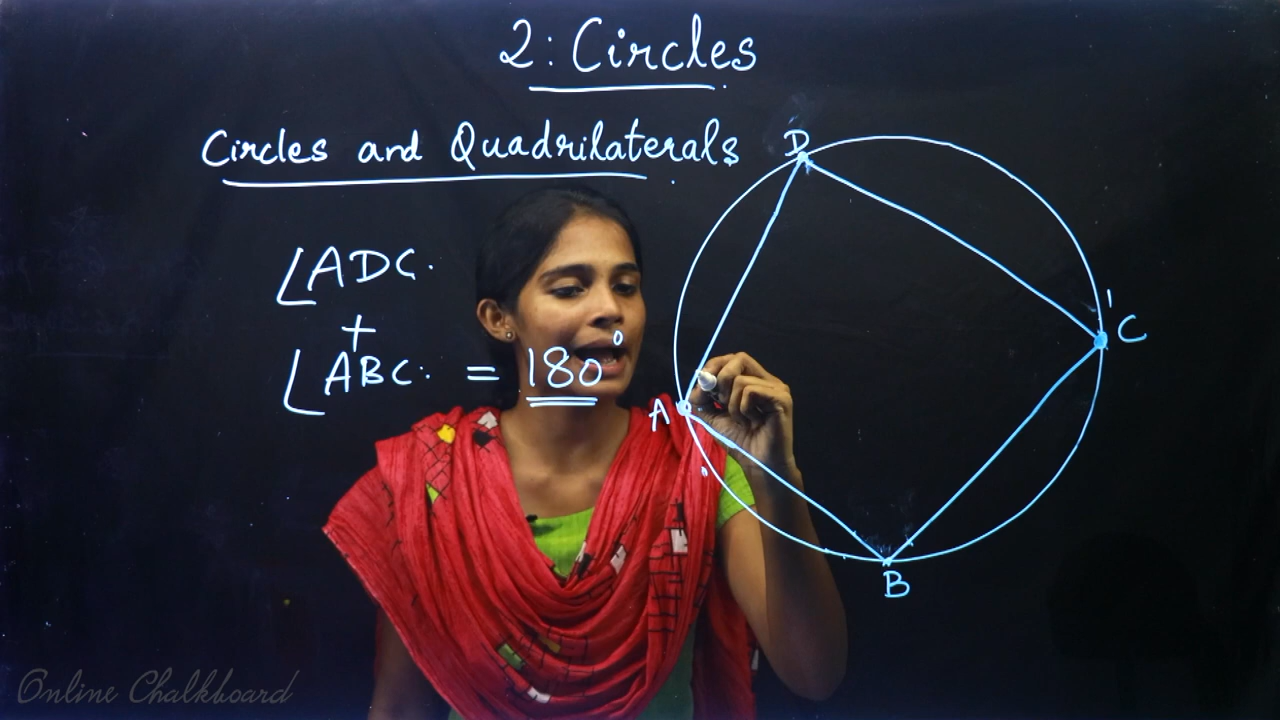 2: Circles
Circles and Quadrilaterals
∠ADC.
+
∠ABC. = 180°
D
C
A
B
Online Chalkboard